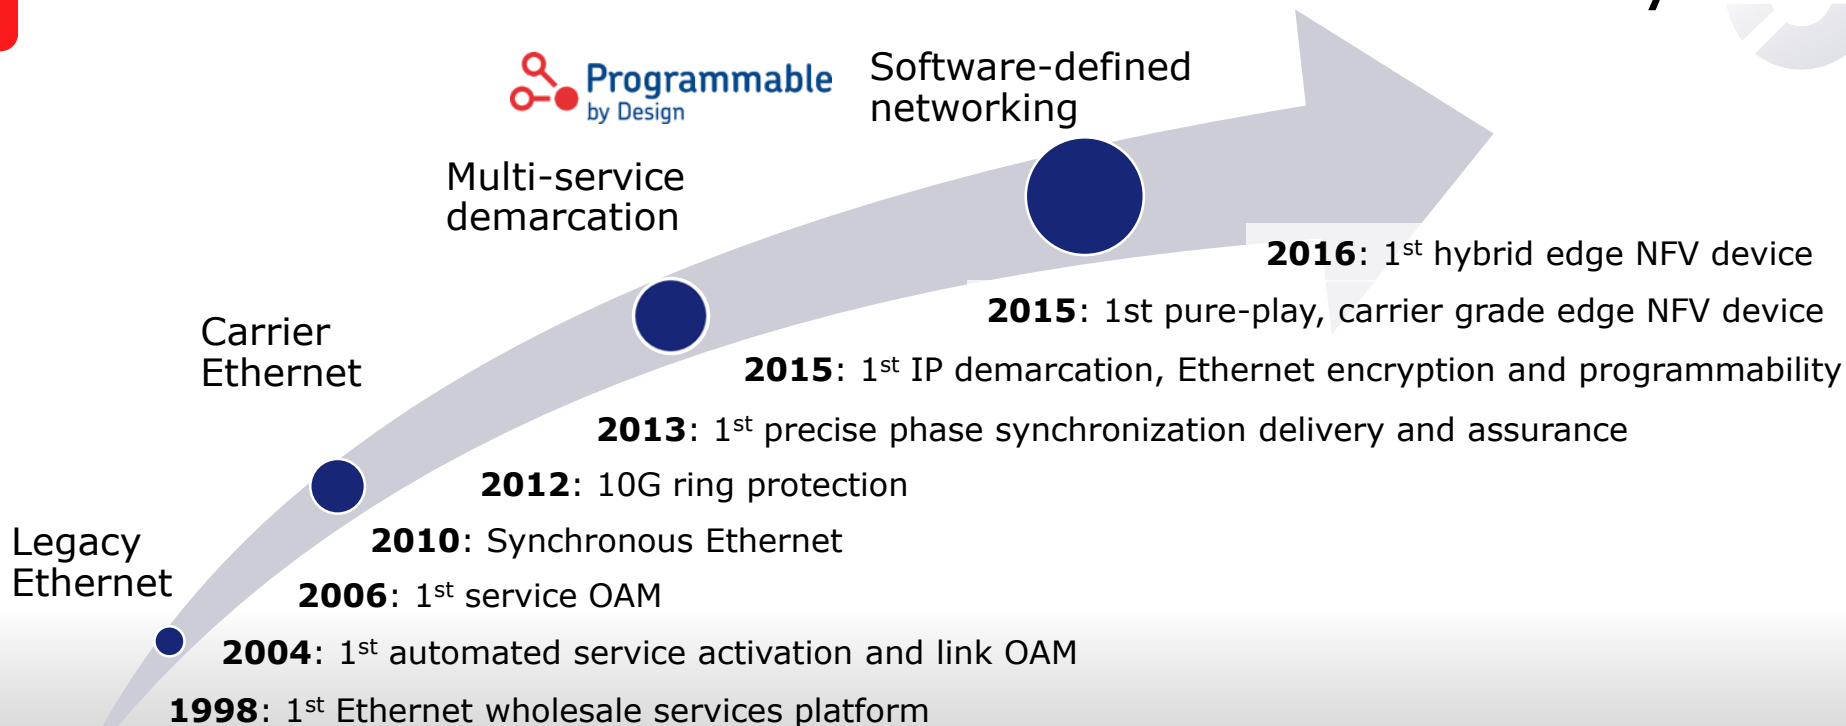 Programmable
by Design
Software-defined
networking
Multi-service
demarcation
Carrier
Ethernet
Legacy
Ethernet
2016: 1st hybrid edge NFV device
2015: 1st pure-play, carrier grade edge NFV device
2015: 1st IP demarcation, Ethernet encryption and programmability
2013: 1st precise phase synchronization delivery and assurance
2012: 10G ring protection
2010: Synchronous Ethernet
2006: 1st service OAM
2004: 1st automated service activation and link OAM
1998: 1st Ethernet wholesale services platform